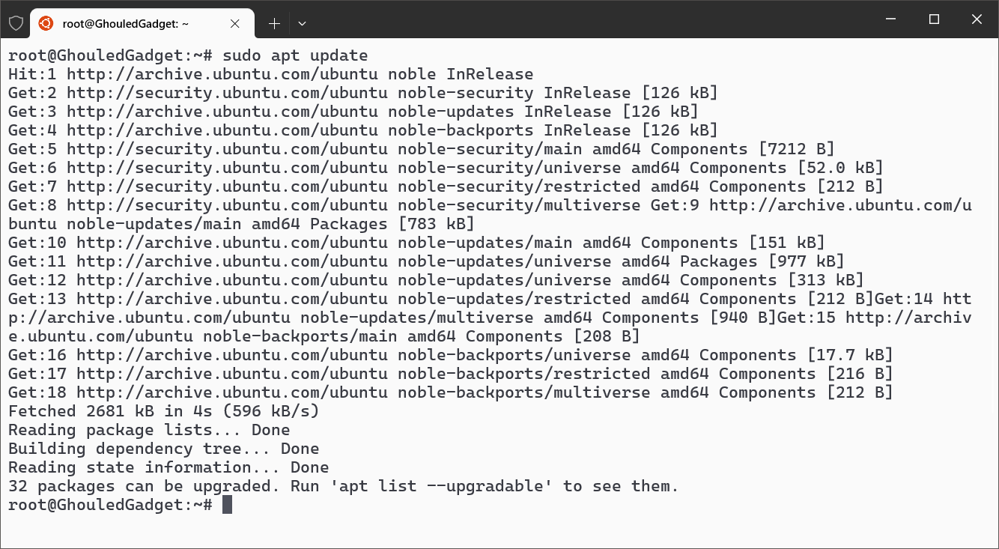 root@GhouledGadget: ~
root@GhouledGadget:~# sudo apt update
Hit:1 http://archive.ubuntu.com/ubuntu noble InRelease
Get:2 http://security.ubuntu.com/ubuntu noble-security InRelease [126 kB]
Get:3 http://archive.ubuntu.com/ubuntu noble-updates InRelease [126 kB]
Get:4 http://archive.ubuntu.com/ubuntu noble-backports InRelease [126 kB]
Get:5 http://security.ubuntu.com/ubuntu noble-security/main amd64 Components [7212 B]
Get:6 http://security.ubuntu.com/ubuntu noble-security/universe amd64 Components [52.0 kB]
Get:7 http://security.ubuntu.com/ubuntu noble-security/restricted amd64 Components [212 B]
Get:8 http://security.ubuntu.com/ubuntu noble-security/multiverse Get:9 http://archive.ubuntu.com/u
buntu noble-updates/main amd64 Packages [783 kB]
Get:10 http://archive.ubuntu.com/ubuntu noble-updates/main amd64 Components [151 kB]
Get:11 http://archive.ubuntu.com/ubuntu noble-updates/universe amd64 Packages [977 kB]
Get:12 http://archive.ubuntu.com/ubuntu noble-updates/universe amd64 Components [313 kB]
Get:13 http://archive.ubuntu.com/ubuntu noble-updates/restricted amd64 Components [212 B]Get:14 htt
p://archive.ubuntu.com/ubuntu noble-updates/multiverse amd64 Components [940 B]Get:15 http://archiv
e.ubuntu.com/ubuntu noble-backports/main amd64 Components [208 B]
Get:16 http://archive.ubuntu.com/ubuntu noble-backports/universe amd64 Components [17.7 kB]
Get:17 http://archive.ubuntu.com/ubuntu noble-backports/restricted amd64 Components [216 B]
Get:18 http://archive.ubuntu.com/ubuntu noble-backports/multiverse amd64 Components [212 B]
Fetched 2681 kB in 4s (596 kB/s)
Reading package lists... Done
Building dependency tree... Done
Reading state information... Done
32 packages can be upgraded. Run 'apt list --upgradable' to see them.
root@GhouledGadget:~#